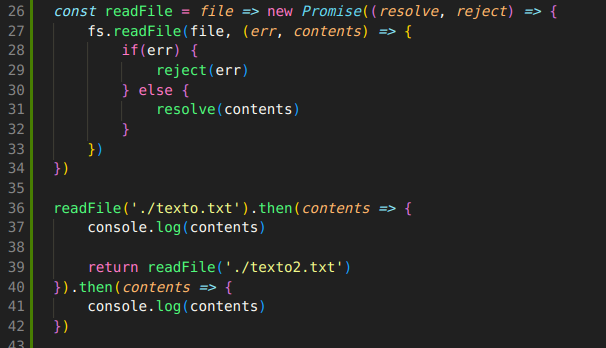 26 const readFile = file => new Promise((resolve, reject) => {
27     fs.readFile(file, (err, contents) => {
28         if(err) {
29             reject(err)
30         } else {
31             resolve(contents)
32         }
33     })
34 })
35
36 readFile('./texto.txt').then(contents => {
37     console.log(contents)
38
39     return readFile('./texto2.txt')
40 }).then(contents => {
41     console.log(contents)
42 })
43